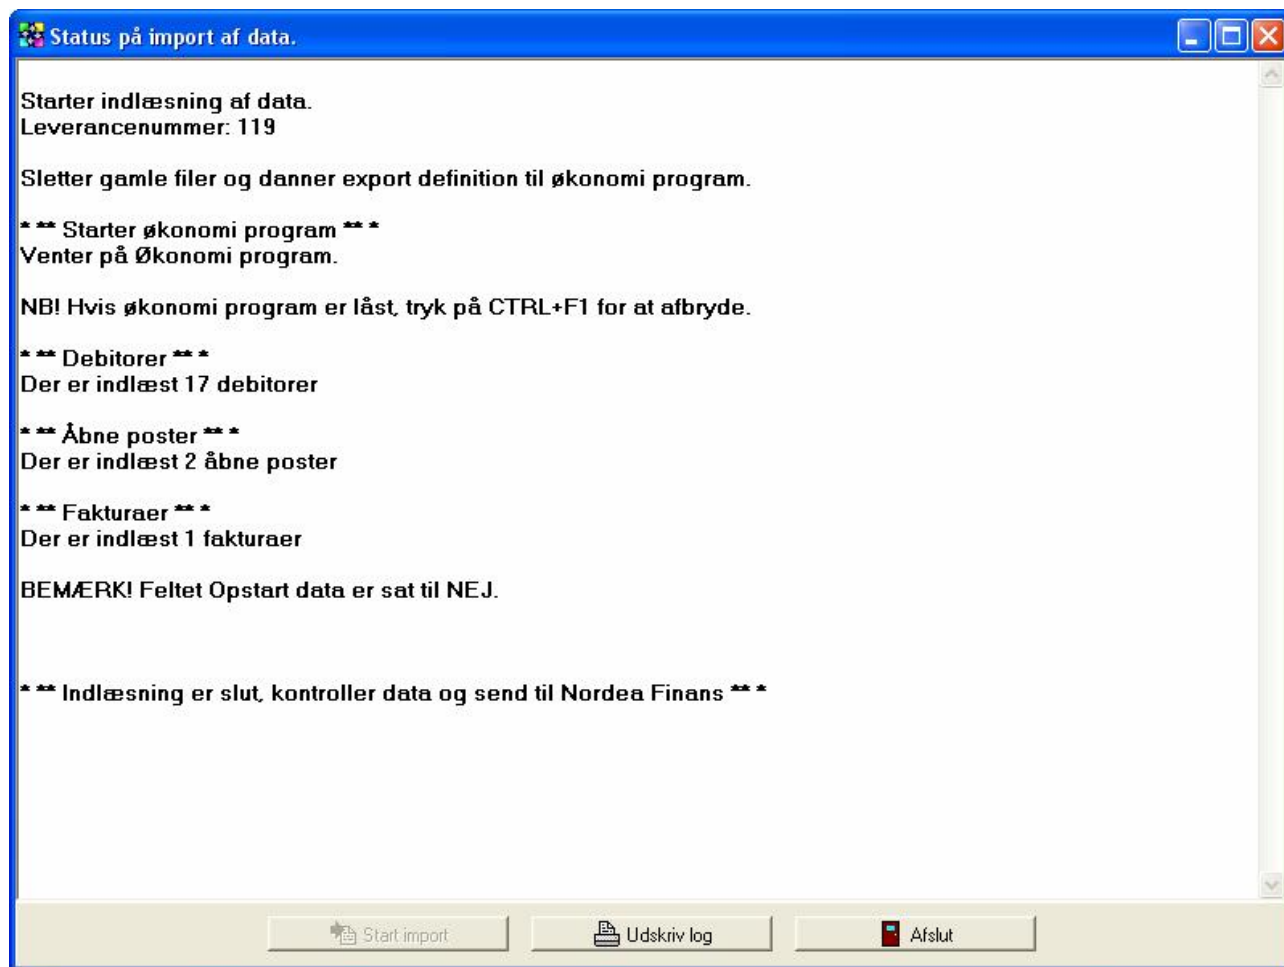 Status på import af data.
Starter indlæsning af data.
Leverancenummer: 119
Sletter gamle filer og danner export definition til økonomi program.
* ** Starter økonomi program ** *
Venter på Økonomi program.
NB! Hvis økonomi program er låst, tryk på CTRL+F1 for at afbryde.
* ** Debitorer ** *
Der er indlæst 17 debitorer
* ** Åbne poster ** *
Der er indlæst 2 åbne poster
* ** Fakturaer ** *
Der er indlæst 1 fakturaer
BEMÆRK! Feltet Opstart data er sat til NEJ.
* ** Indlæsning er slut, kontroller data og send til Nordea Finans ** *
Start import
Udskriv log
Afslut